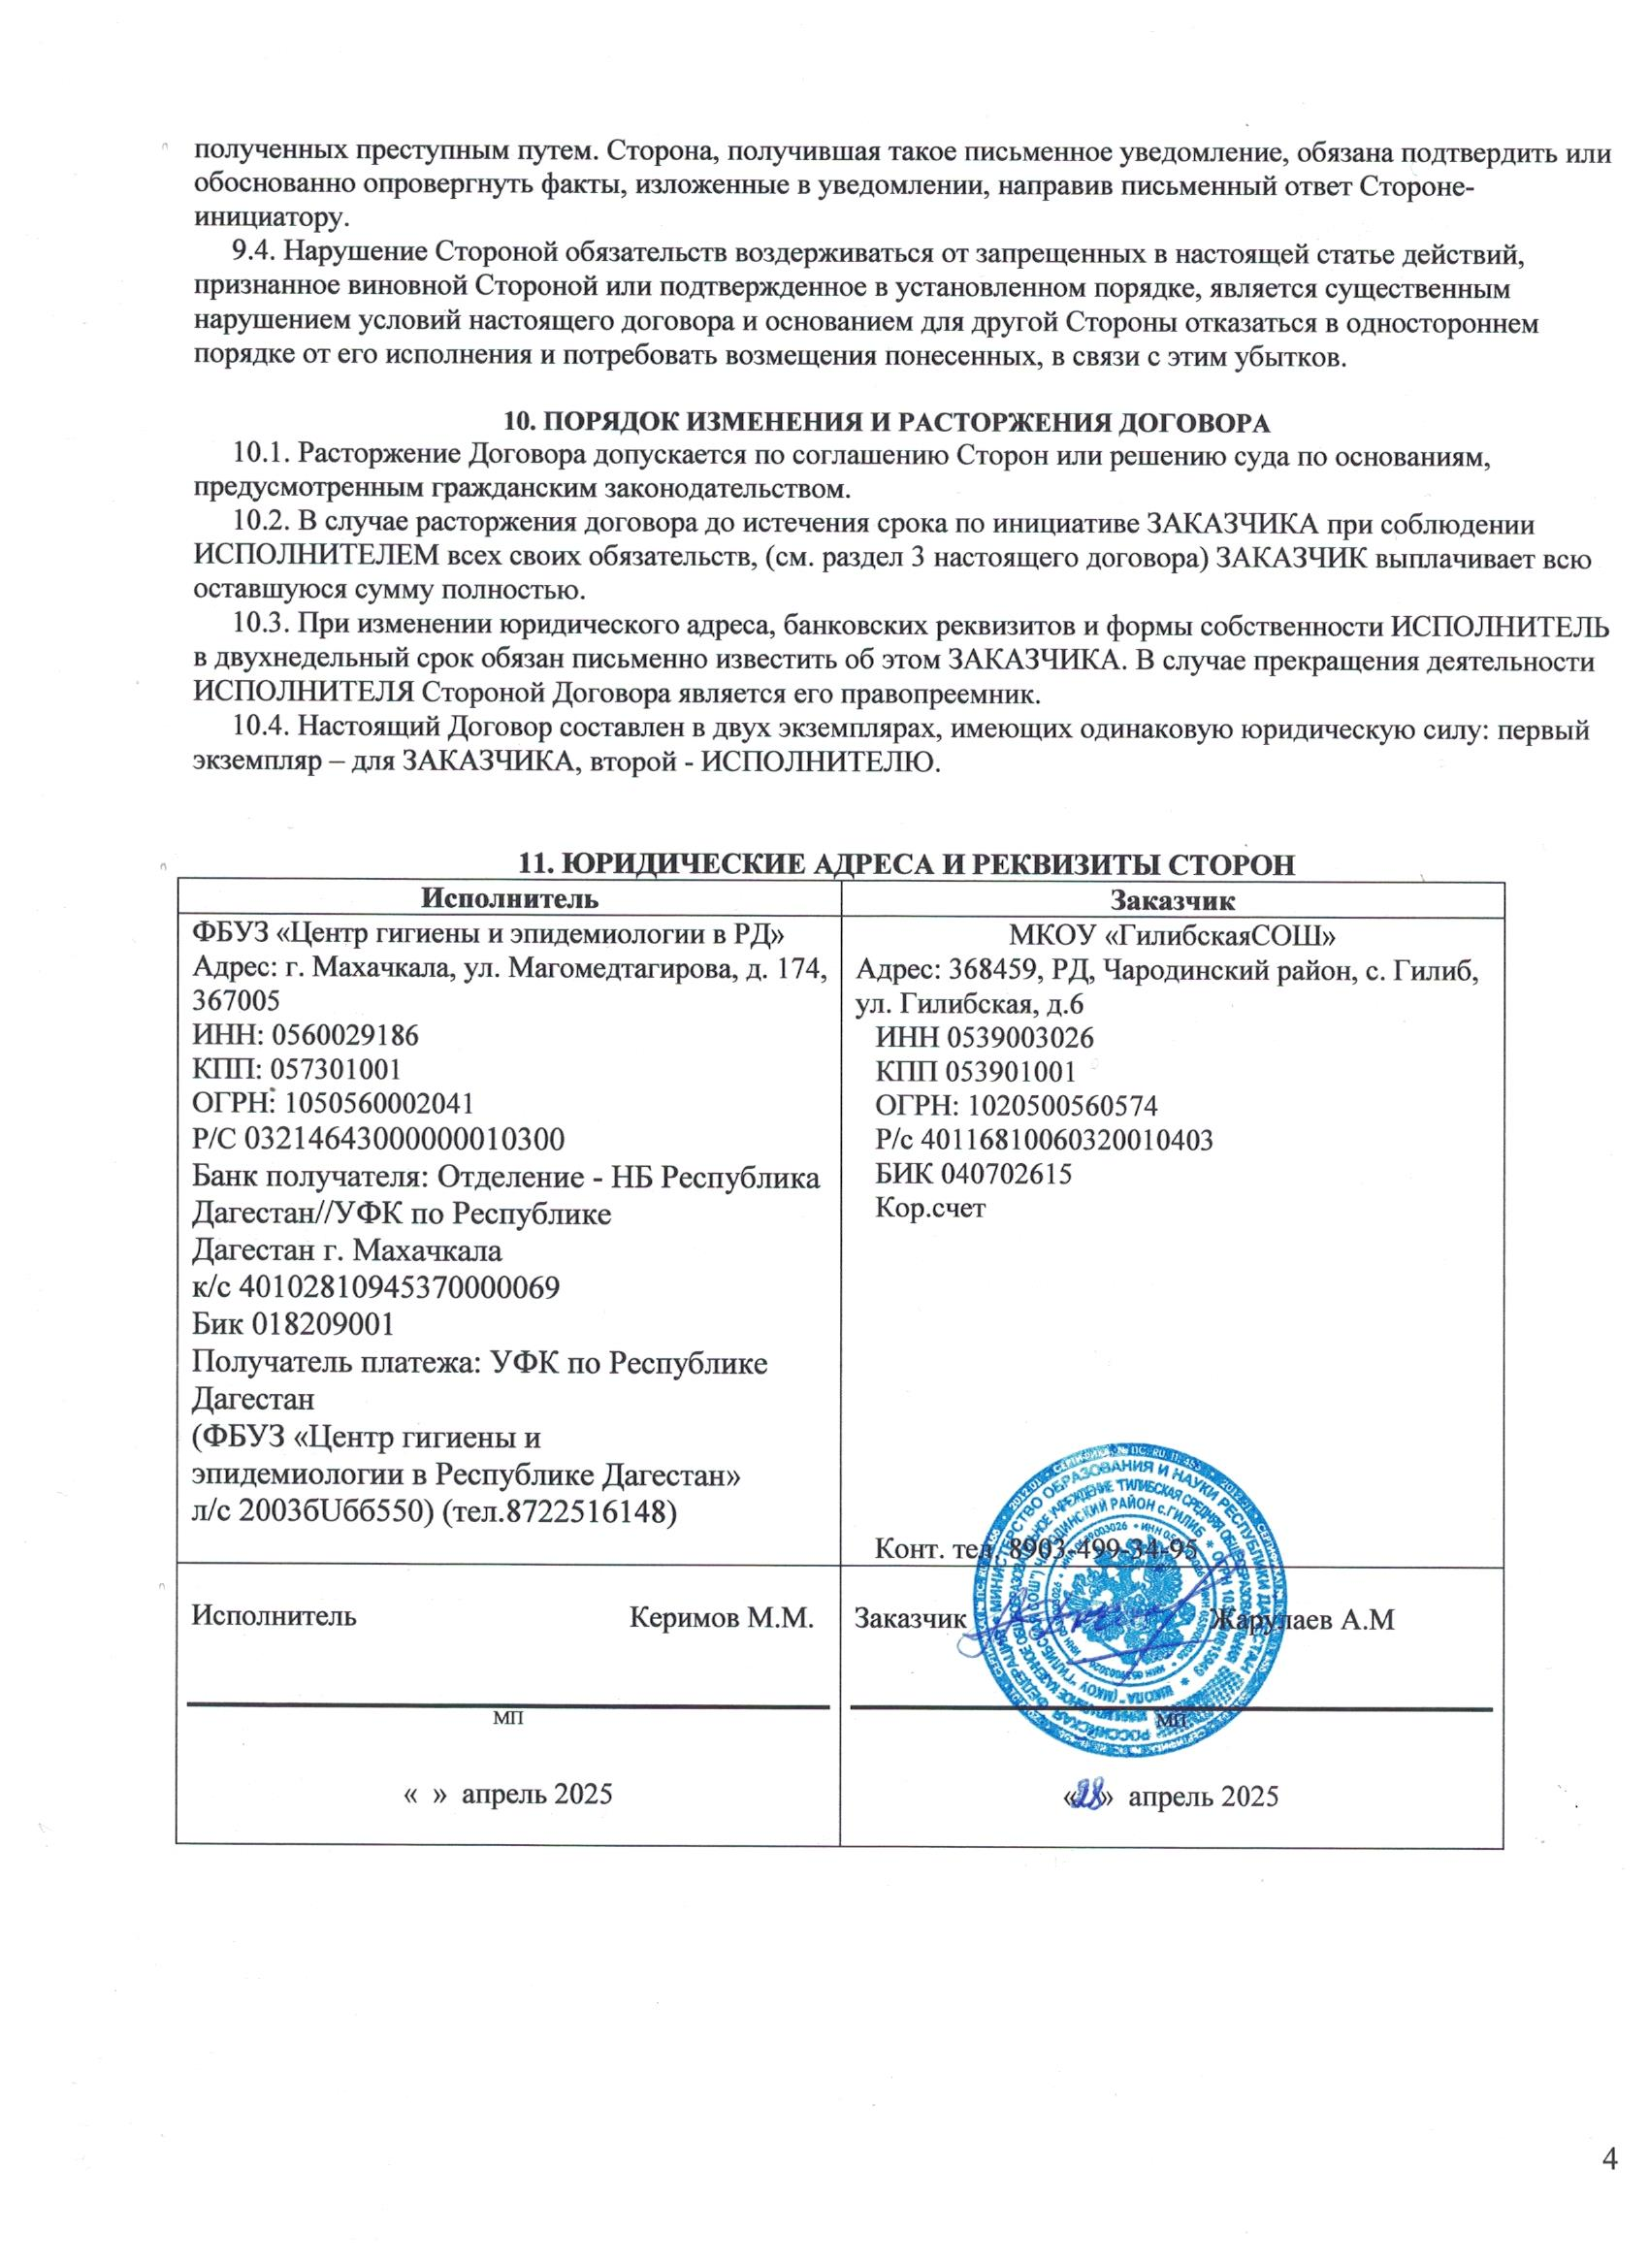 полученных преступным путем. Сторона, получившая такое письменное уведомление, обязана подтвердить или
обоснованно опровергнуть факты, изложенные в уведомлении, направив письменный ответ Стороне-
инициатору.
9.4. Нарушение Стороной обязательств воздерживаться от запрещенных в настоящей статье действий,
признанное виновной Стороной или подтвержденное в установленном порядке, является существенным
нарушением условий настоящего договора и основанием для другой Стороны отказаться в одностороннем
порядке от его исполнения и потребовать возмещения понесенных, в связи с этим убытков.
10. ПОРЯДОК ИЗМЕНЕНИЯ И РАСТОРЖЕНИЯ ДОГОВОРА
10.1. Расторжение Договора допускается по соглашению Сторон или решению суда по основаниям,
предусмотренным гражданским законодательством.
10.2. В случае расторжения договора до истечения срока по инициативе ЗАКАЗЧИКА при соблюдении
ИСПОЛНИТЕЛЕМ всех своих обязательств, (см. раздел 3 настоящего договора) ЗАКАЗЧИК выплачивает всю
оставшуюся сумму полностью.
10.3. При изменении юридического адреса, банковских реквизитов и формы собственности ИСПОЛНИТЕЛЬ
в двухнедельный срок обязан письменно известить об этом ЗАКАЗЧИКА. В случае прекращения деятельности
ИСПОЛНИТЕЛЯ Стороной Договора является его правопреемник.
10.4. Настоящий Договор составлен в двух экземплярах, имеющих одинаковую юридическую силу: первый
экземпляр – для ЗАКАЗЧИКА, второй - ИСПОЛНИТЕЛЮ.
11. ЮРИДИЧЕСКИЕ АДРЕСА И РЕКВИЗИТЫ СТОРОН
Исполнитель
ФБУЗ «Центр гигиены и эпидемиологии в РД»
Адрес: г. Махачкала, ул. Магомедтагирова, д. 174,
367005
ИНН: 0560029186
КПП: 057301001
ОГРН: 1050560002041
Р/С 03214643000000010300
Банк получателя: Отделение - НБ Республика
Дагестан//УФК по Республике
Дагестан г. Махачкала
к/с 40102810945370000069
Бик 018209001
Получатель платежа: УФК по Республике
Дагестан
(ФБУЗ «Центр гигиены и
эпидемиологии в Республике Дагестан»
л/с 20036U66550) (тел.8722516148)
Заказчик
МКОУ «ГилибскаяСОШ»
Адрес: 368459, РД, Чародинский район, с. Гилиб,
ул. Гилибская, д.6
ИНН 0539003026
КПП 053901001
ОГРН: 1020500560574
Р/с 40116810060320010403
БИК 040702615
Кор.счет
Конт. тел 8903-499-34-95
Исполнитель Керимов М.М.
МП
« » апрель 2025
Заказчик Жарулаев А.М
МП
«28» апрель 2025
МИНИСТЕРСТВО ОБРАЗОВАНИЯ И НАУКИ РЕСПУБЛИКИ ДАГЕСТАН
4